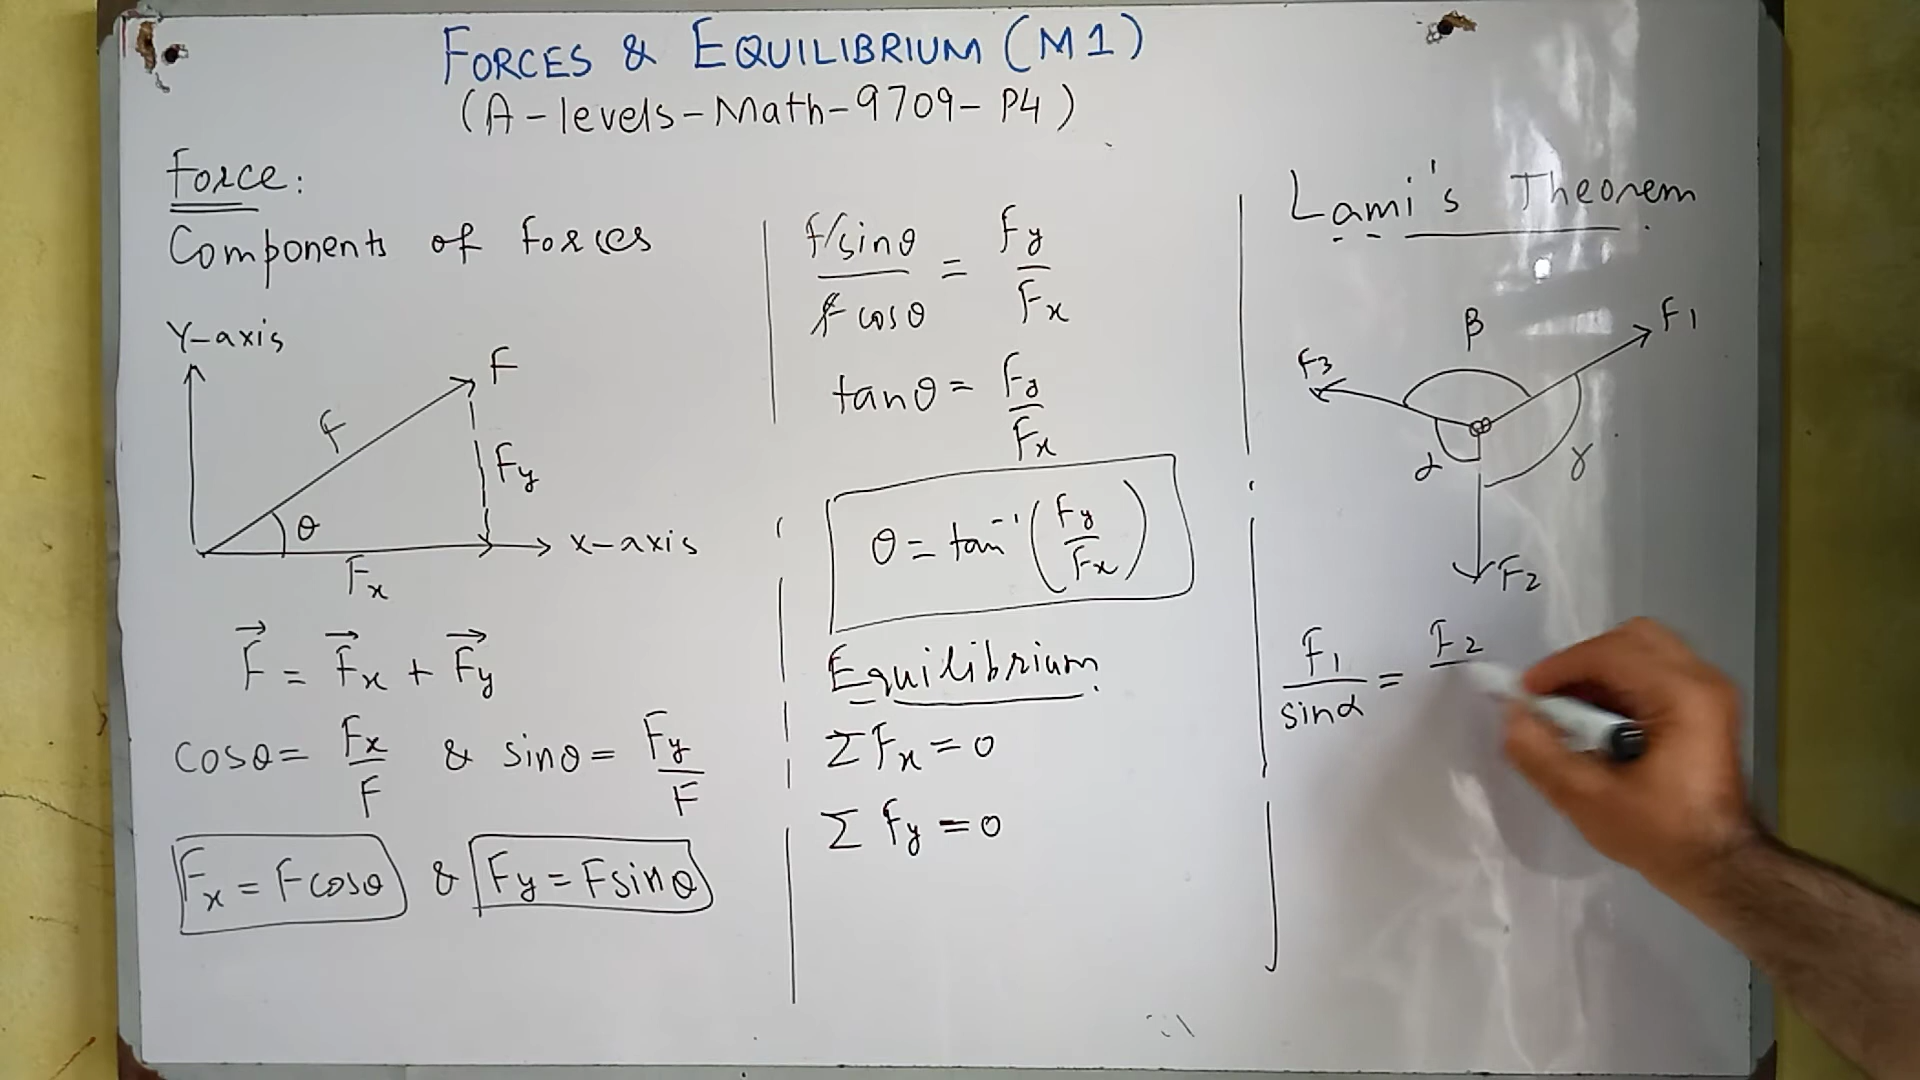 FORCES & EQUILIBRIUM (M1)
(A-levels-Math-9709-P4)
Force:
Components of forces
Y-axis
F
F
Fy
θ
x-axis
Fx
F⃗ = F⃗x + F⃗y
cosθ = Fx/F & sinθ = Fy/F
Fx = Fcosθ & Fy = Fsinθ
f sinθ / F cosθ = Fy / Fx
tanθ = Fy / Fx
θ = tan⁻¹ (Fy / Fx)
Equilibrium
ΣFx = 0
ΣFy = 0
Lami's Theorem
β
F1
F3
α
γ
F2
F1 / sinα = F2